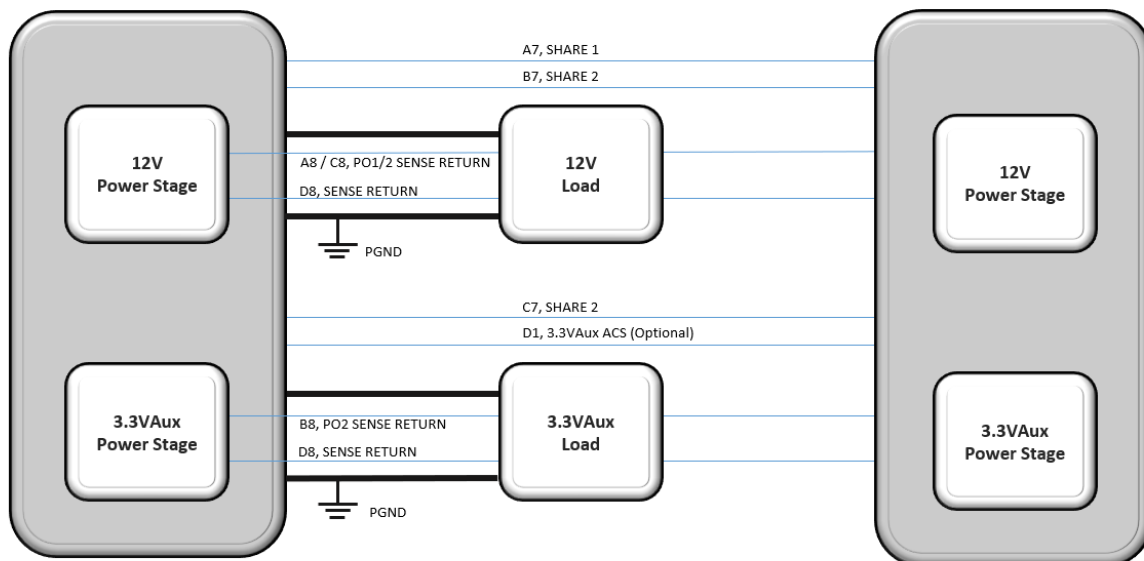 A7, SHARE 1
B7, SHARE 2
12V
Power Stage
A8 / C8, PO1/2 SENSE RETURN
D8, SENSE RETURN
12V
Load
12V
Power Stage
PGND
C7, SHARE 2
D1, 3.3VAux ACS (Optional)
3.3VAux
Power Stage
B8, PO2 SENSE RETURN
D8, SENSE RETURN
3.3VAux
Load
3.3VAux
Power Stage
PGND